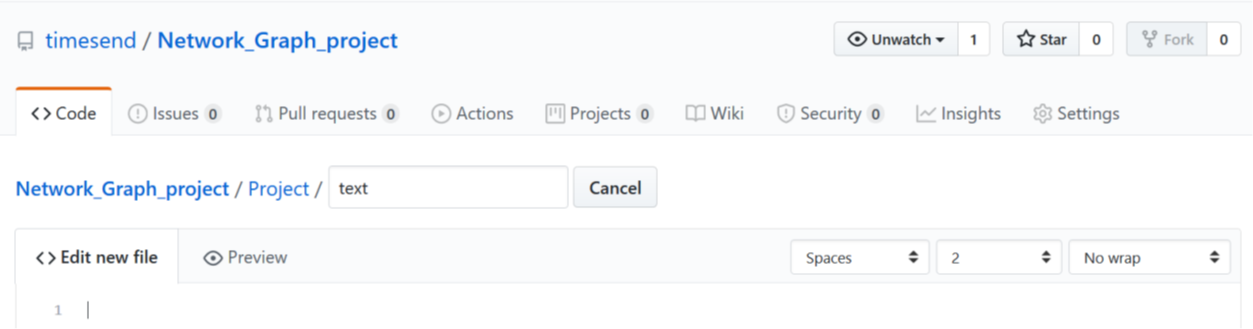 timesend / Network_Graph_project Unwatch 1 Star 0 Fork 0
Code Issues 0 Pull requests 0 Actions Projects 0 Wiki Security 0 Insights Settings
Network_Graph_project / Project / text Cancel
<> Edit new file Preview Spaces 2 No wrap
1